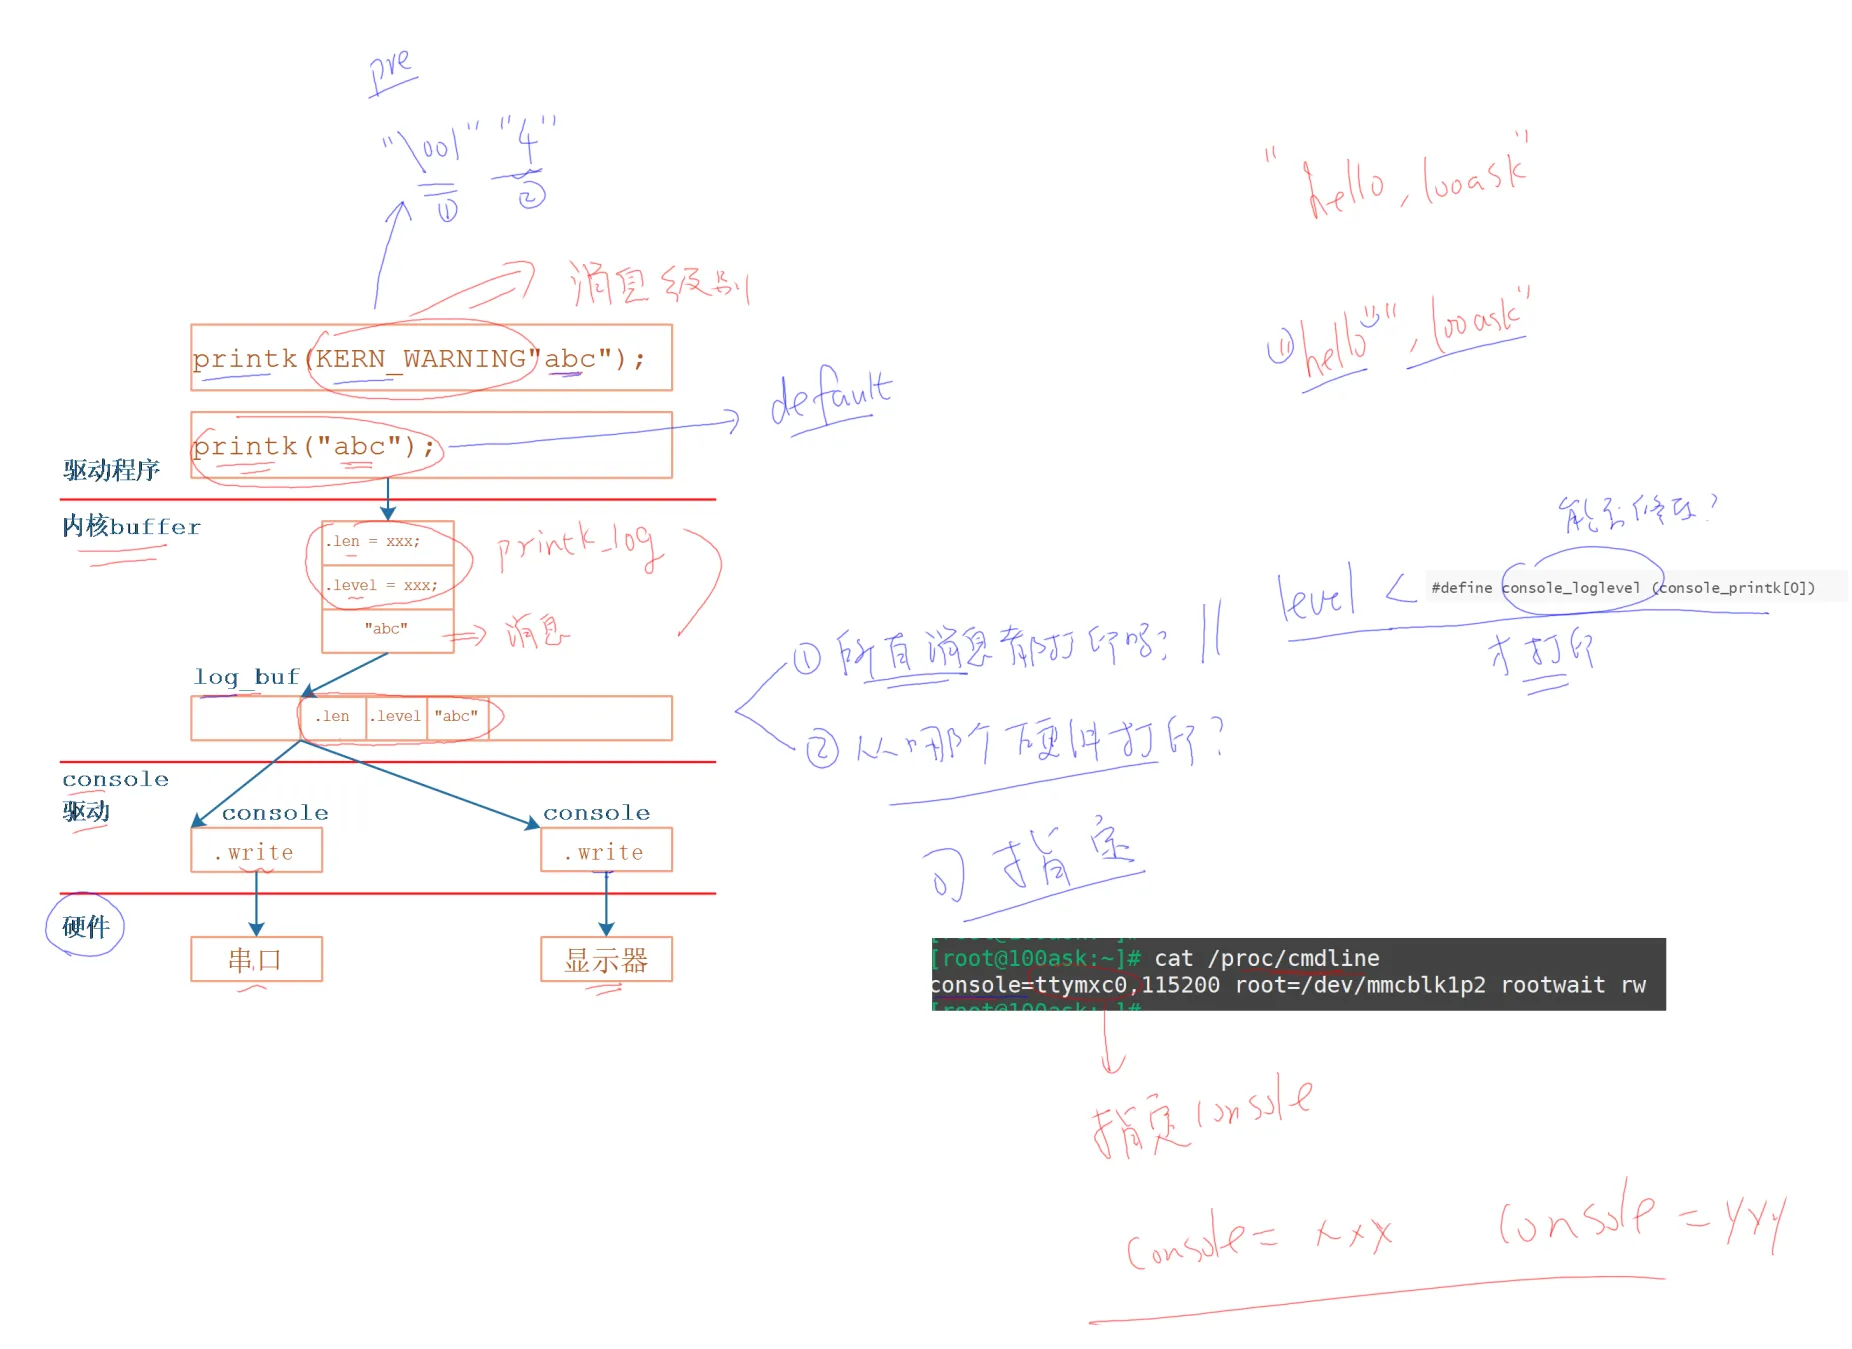 pre
"\001" "4"
① ②
"hello, 100ask"
消息级别
"hello"", 100ask"
printk(KERN_WARNING"abc");
default
printk("abc");
驱动程序
内核buffer
.len = xxx;
.level = xxx;
"abc"
printk_log
消息
能否修改?
level < #define console_loglevel (console_printk[0])
才打印
① 所有消息都打印吗?
② 从哪个硬件打印?
log_buf
.len .level "abc"
console
驱动
console console
.write .write
可指定
硬件
串口 显示器
[root@100ask:~]# cat /proc/cmdline
console=ttymxc0,115200 root=/dev/mmcblk1p2 rootwait rw
[root@100ask:~]#
指定console
console= xxx console = yyy